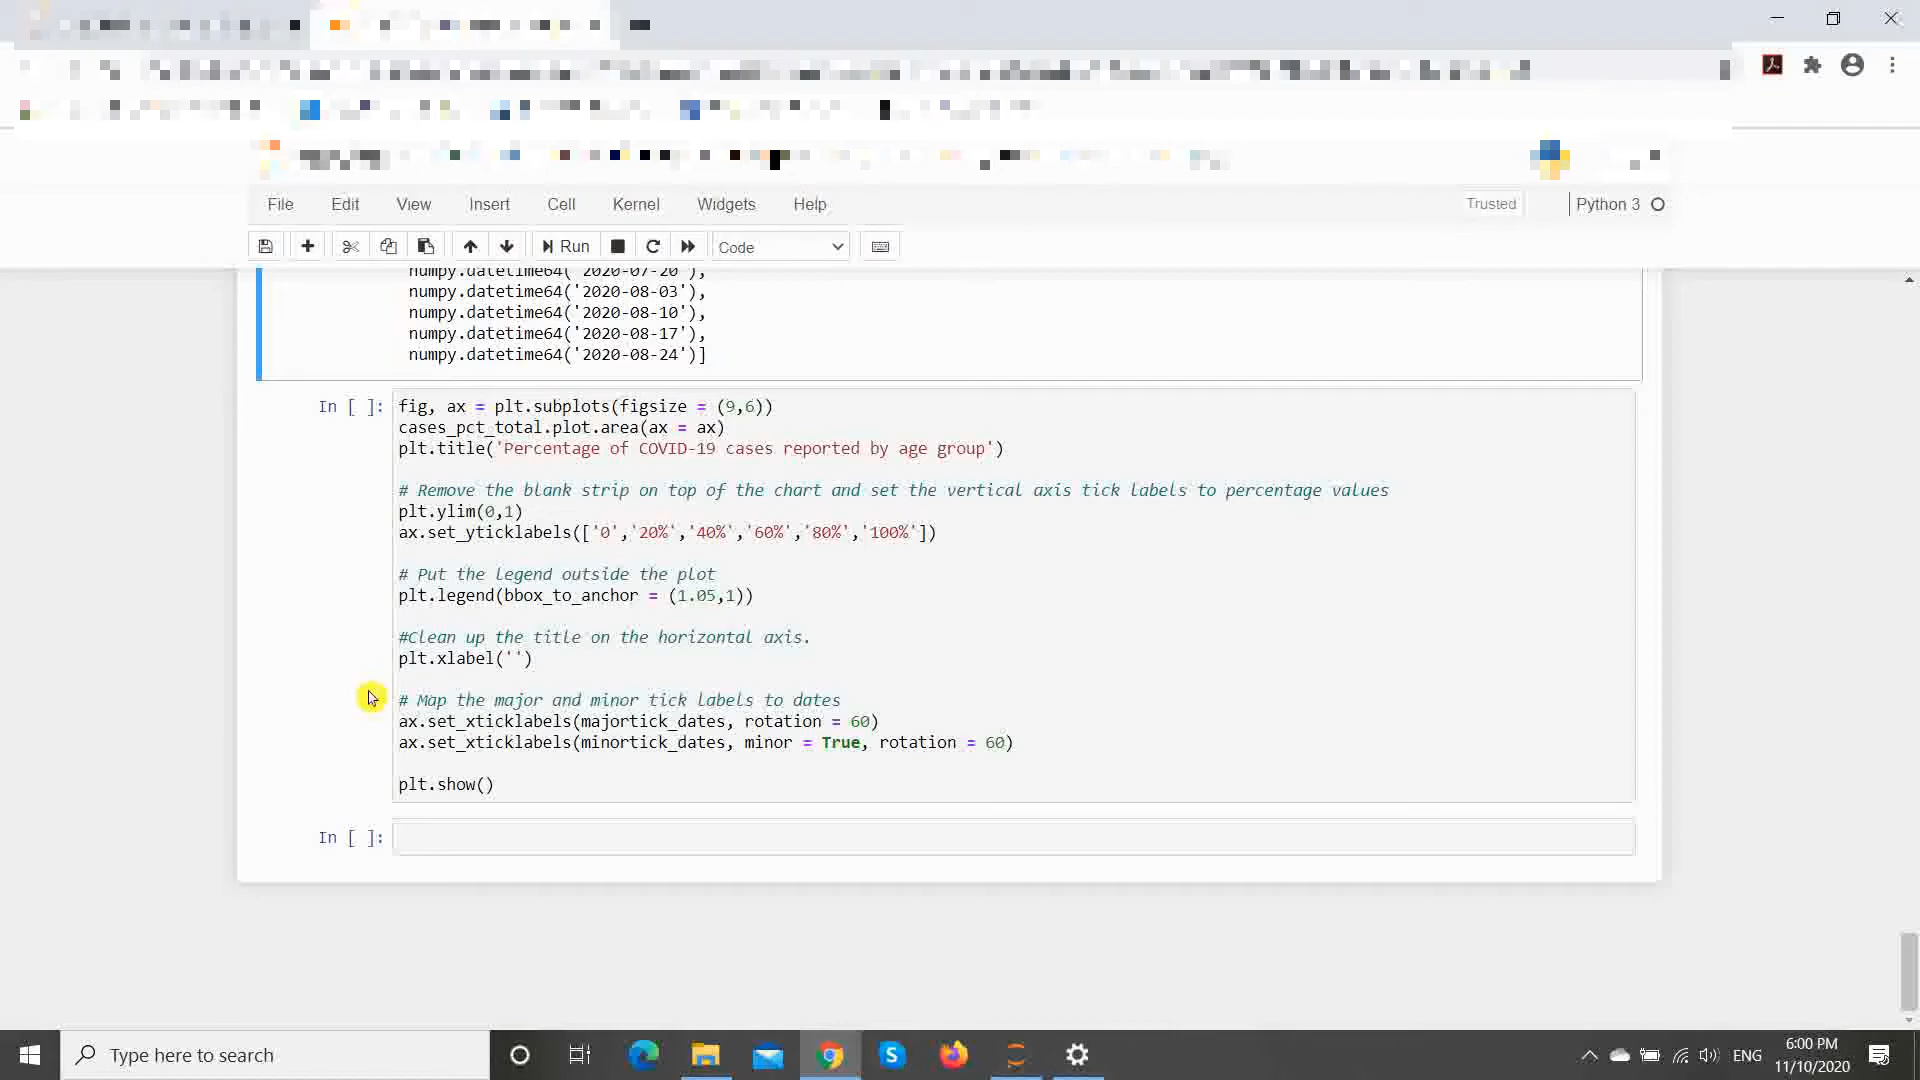 File Edit View Insert Cell Kernel Widgets Help Trusted Python 3
Run Code
numpy.datetime64('2020-07-20'),
numpy.datetime64('2020-08-03'),
numpy.datetime64('2020-08-10'),
numpy.datetime64('2020-08-17'),
numpy.datetime64('2020-08-24')]
In [ ]: fig, ax = plt.subplots(figsize = (9,6))
cases_pct_total.plot.area(ax = ax)
plt.title('Percentage of COVID-19 cases reported by age group')
# Remove the blank strip on top of the chart and set the vertical axis tick labels to percentage values
plt.ylim(0,1)
ax.set_yticklabels(['0','20%','40%','60%','80%','100%'])
# Put the legend outside the plot
plt.legend(bbox_to_anchor = (1.05,1))
#Clean up the title on the horizontal axis.
plt.xlabel('')
# Map the major and minor tick labels to dates
ax.set_xticklabels(majortick_dates, rotation = 60)
ax.set_xticklabels(minortick_dates, minor = True, rotation = 60)
plt.show()
In [ ]:
Type here to search
ENG
6:00 PM
11/10/2020